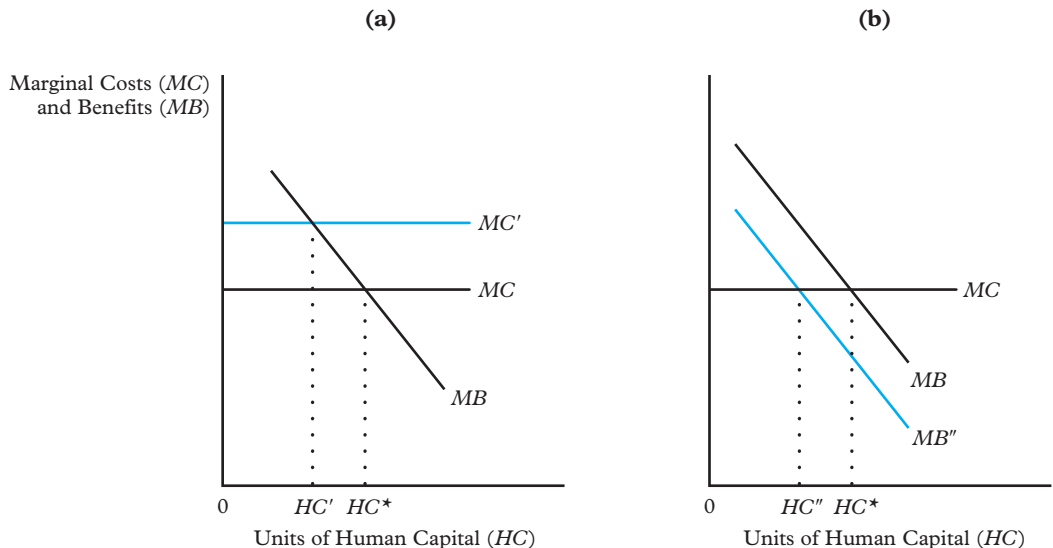 (a)
Marginal Costs (MC)
and Benefits (MB)
MC′
MC
MB
0
HC′
HC★
Units of Human Capital (HC)
(b)
MC
MB
MB″
0
HC″
HC★
Units of Human Capital (HC)